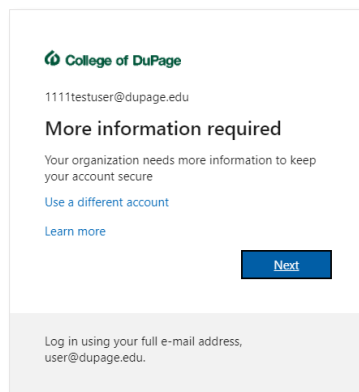 College of DuPage
1111testuser@dupage.edu
More information required
Your organization needs more information to keep
your account secure
Use a different account
Learn more
Next
Log in using your full e-mail address,
user@dupage.edu.